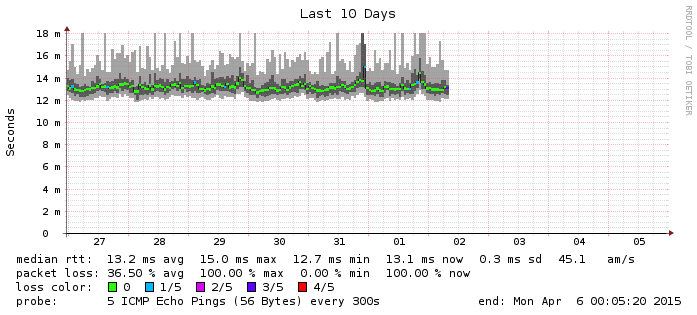 Last 10 Days
RRDTOOL / TOBI OETIKER
Seconds
18 m
16 m
14 m
12 m
10 m
8 m
6 m
4 m
2 m
0
27 28 29 30 31 01 02 03 04 05
median rtt: 13.2 ms avg 15.0 ms max 12.7 ms min 13.1 ms now 0.3 ms sd 45.1 am/s
packet loss: 36.50 % avg 100.00 % max 0.00 % min 100.00 % now
loss color: 0 1/5 2/5 3/5 4/5
probe: 5 ICMP Echo Pings (56 Bytes) every 300s end: Mon Apr 6 00:05:20 2015